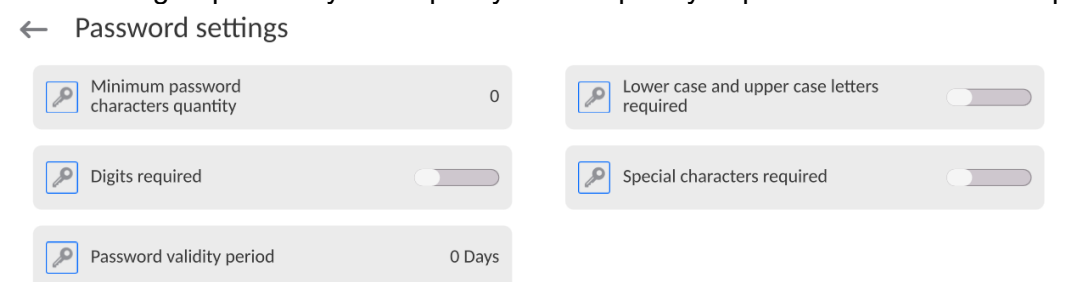 Password settings
Minimum password
characters quantity
0
Lower case and upper case letters
required
Digits required
Special characters required
Password validity period
0 Days